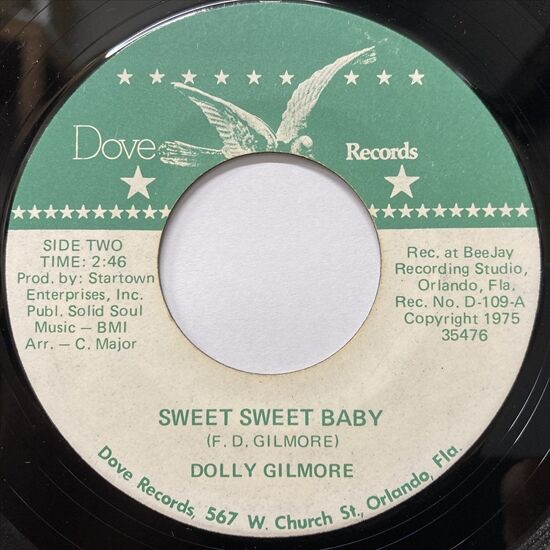 Dove Records
SIDE TWO
TIME: 2:46
Prod. by: Startown
Enterprises, Inc.
Publ. Solid Soul
Music — BMI
Arr. — C. Major
Rec. at BeeJay
Recording Studio,
Orlando, Fla.
Rec. No. D-109-A
Copyright 1975
35476
SWEET SWEET BABY
(F. D. GILMORE)
DOLLY GILMORE
Dove Records, 567 W. Church St., Orlando, Fla.